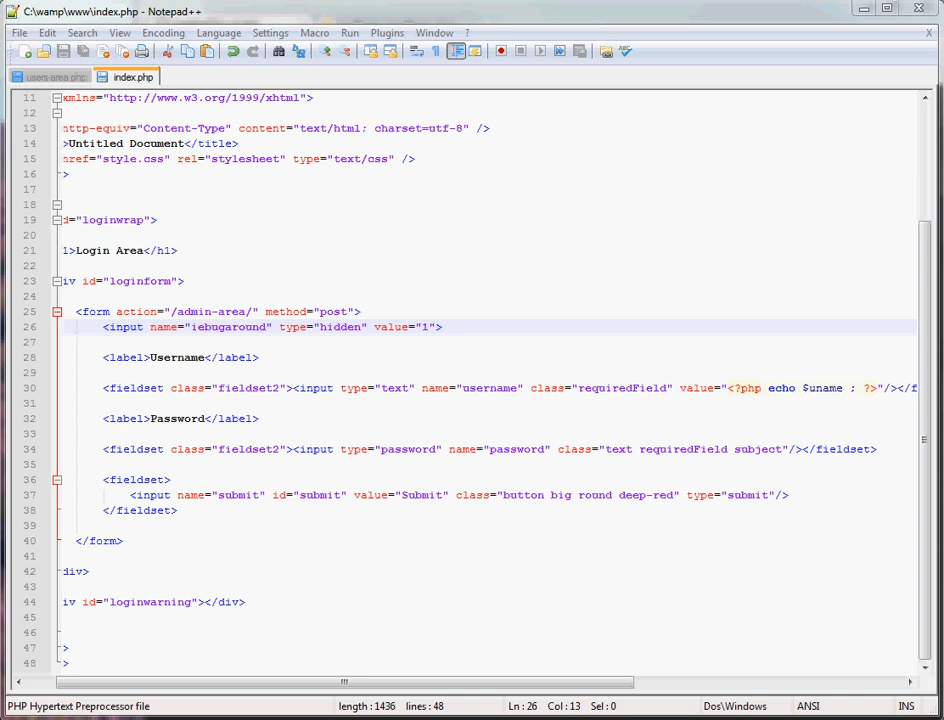 C:\wamp\www\index.php - Notepad++
File Edit Search View Encoding Language Settings Macro Run Plugins Window ? X
users-area.php index.php
11 xmlns="http://www.w3.org/1999/xhtml">
12
13 http-equiv="Content-Type" content="text/html; charset=utf-8" />
14 >Untitled Document</title>
15 href="style.css" rel="stylesheet" type="text/css" />
16 >
17
18
19 d="loginwrap">
20
21 1>Login Area</h1>
22
23 iv id="loginform">
24
25 <form action="/admin-area/" method="post">
26 <input name="iebugaround" type="hidden" value="1">
27
28 <label>Username</label>
29
30 <fieldset class="fieldset2"><input type="text" name="username" class="requiredField" value="<?php echo $uname ; ?>"/></f
31
32 <label>Password</label>
33
34 <fieldset class="fieldset2"><input type="password" name="password" class="text requiredField subject"/></fieldset>
35
36 <fieldset>
37 <input name="submit" id="submit" value="Submit" class="button big round deep-red" type="submit"/>
38 </fieldset>
39
40 </form>
41
42 div>
43
44 iv id="loginwarning"></div>
45
46
47 >
48 >
PHP Hypertext Preprocessor file length : 1436 lines : 48 Ln : 26 Col : 13 Sel : 0 Dos\Windows ANSI INS